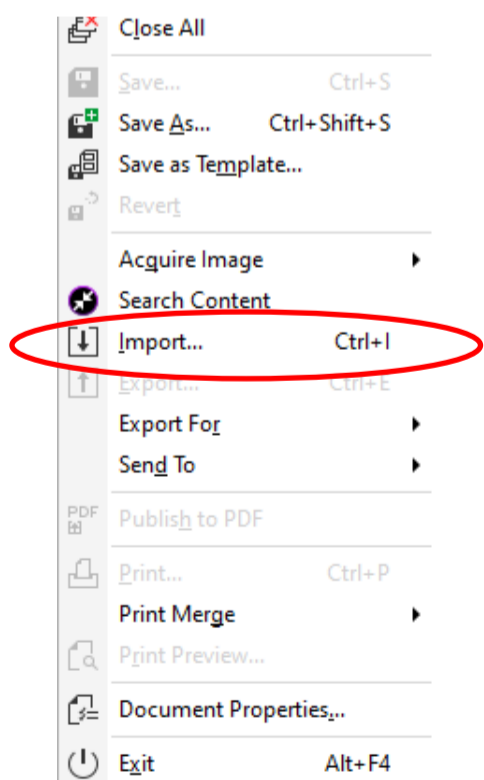 Close All
Save... Ctrl+S
Save As... Ctrl+Shift+S
Save as Template...
Revert
Acquire Image
Search Content
Import... Ctrl+I
Export... Ctrl+E
Export For
Send To
PDF Publish to PDF
Print... Ctrl+P
Print Merge
Print Preview...
Document Properties...
Exit Alt+F4